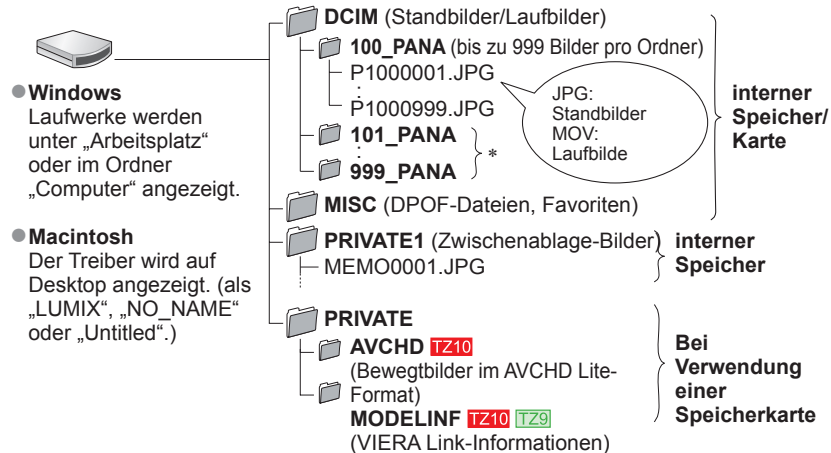 ●Windows
Laufwerke werden
unter „Arbeitsplatz“
oder im Ordner
„Computer“ angezeigt.
●Macintosh
Der Treiber wird auf
Desktop angezeigt. (als
„LUMIX“, „NO_NAME“
oder „Untitled“.)
DCIM (Standbilder/Laufbilder)
100_PANA (bis zu 999 Bilder pro Ordner)
P1000001.JPG
:
P1000999.JPG
101_PANA
:
999_PANA
*
JPG:
Standbilder
MOV:
Laufbilde
MISC (DPOF-Dateien, Favoriten)
interner
Speicher/
Karte
PRIVATE1 (Zwischenablage-Bilder)
MEMO0001.JPG
interner
Speicher
PRIVATE
AVCHD TZ10
(Bewegtbilder im AVCHD Lite-
Format)
MODELINF TZ10 TZ9
(VIERA Link-Informationen)
Bei
Verwendung
einer
Speicherkarte